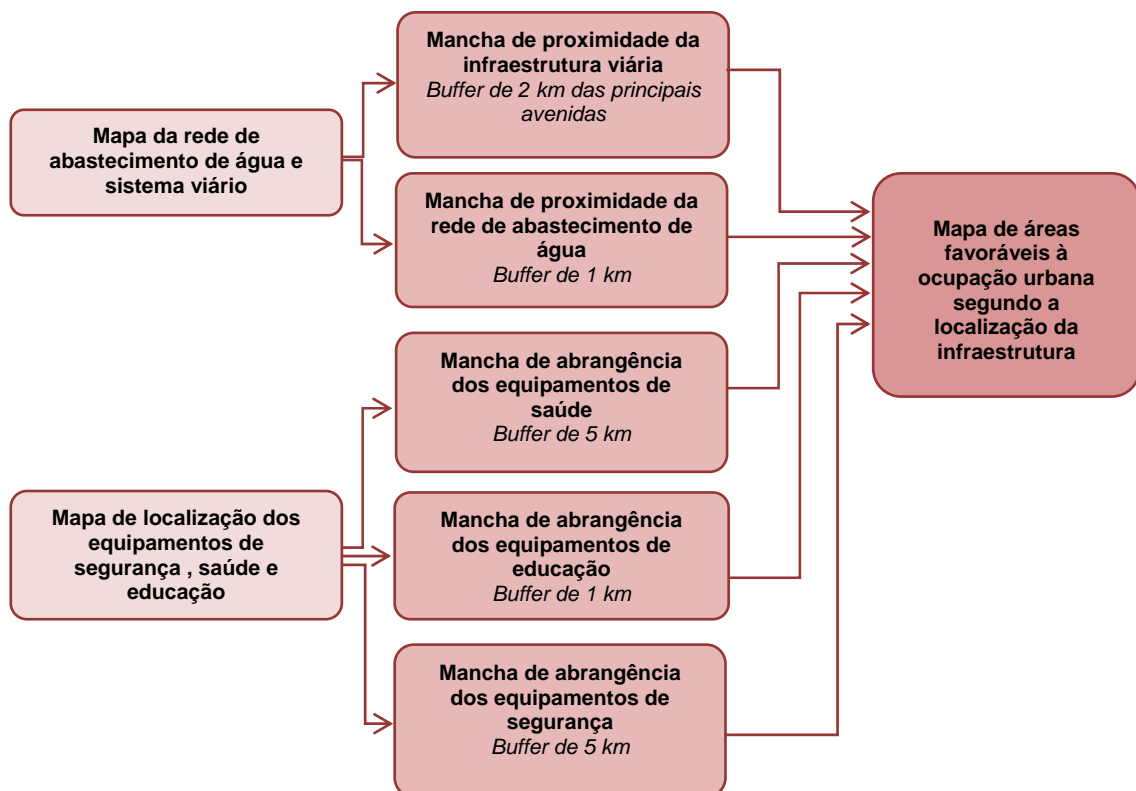 Mapa da rede de
abastecimento de água e
sistema viário
Mancha de proximidade da
infraestrutura viária
Buffer de 2 km das principais
avenidas
Mancha de proximidade da
rede de abastecimento de
água
Buffer de 1 km
Mapa de localização dos
equipamentos de
segurança , saúde e
educação
Mancha de abrangência
dos equipamentos de
saúde
Buffer de 5 km
Mancha de abrangência
dos equipamentos de
educação
Buffer de 1 km
Mancha de abrangência
dos equipamentos de
segurança
Buffer de 5 km
Mapa de áreas
favoráveis à
ocupação urbana
segundo a
localização da
infraestrutura